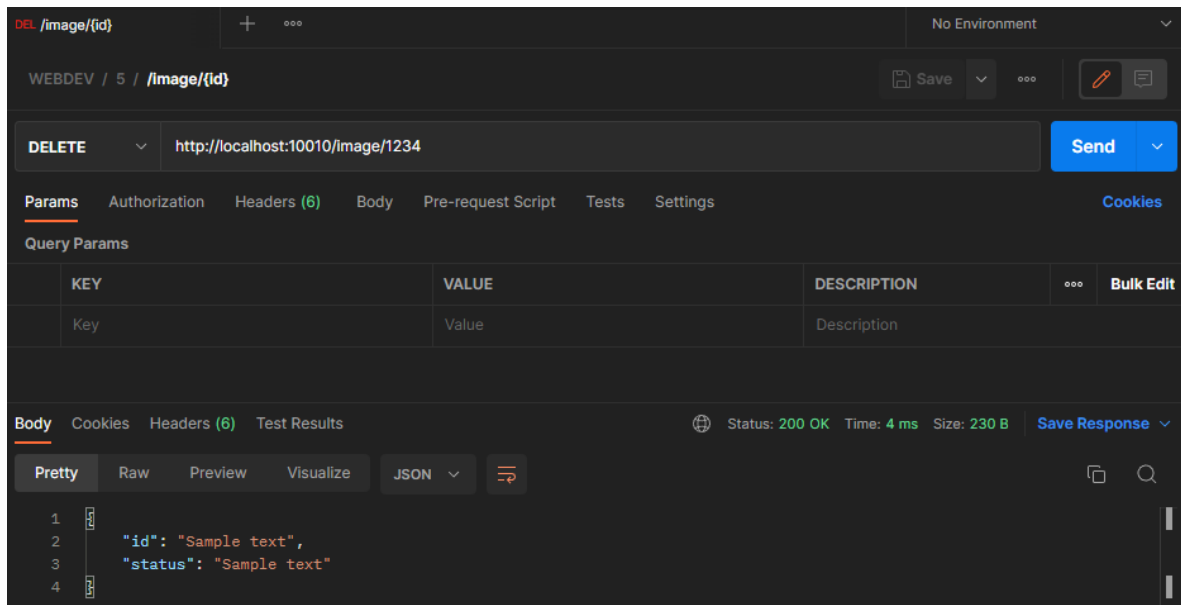 DEL /image/{id} No Environment
WEBDEV / 5 / /image/{id} Save
DELETE http://localhost:10010/image/1234 Send
Params Authorization Headers (6) Body Pre-request Script Tests Settings Cookies
Query Params
KEY VALUE DESCRIPTION Bulk Edit
Key Value Description
Body Cookies Headers (6) Test Results Status: 200 OK Time: 4 ms Size: 230 B Save Response
Pretty Raw Preview Visualize JSON
1 {
2 "id": "Sample text",
3 "status": "Sample text"
4 }